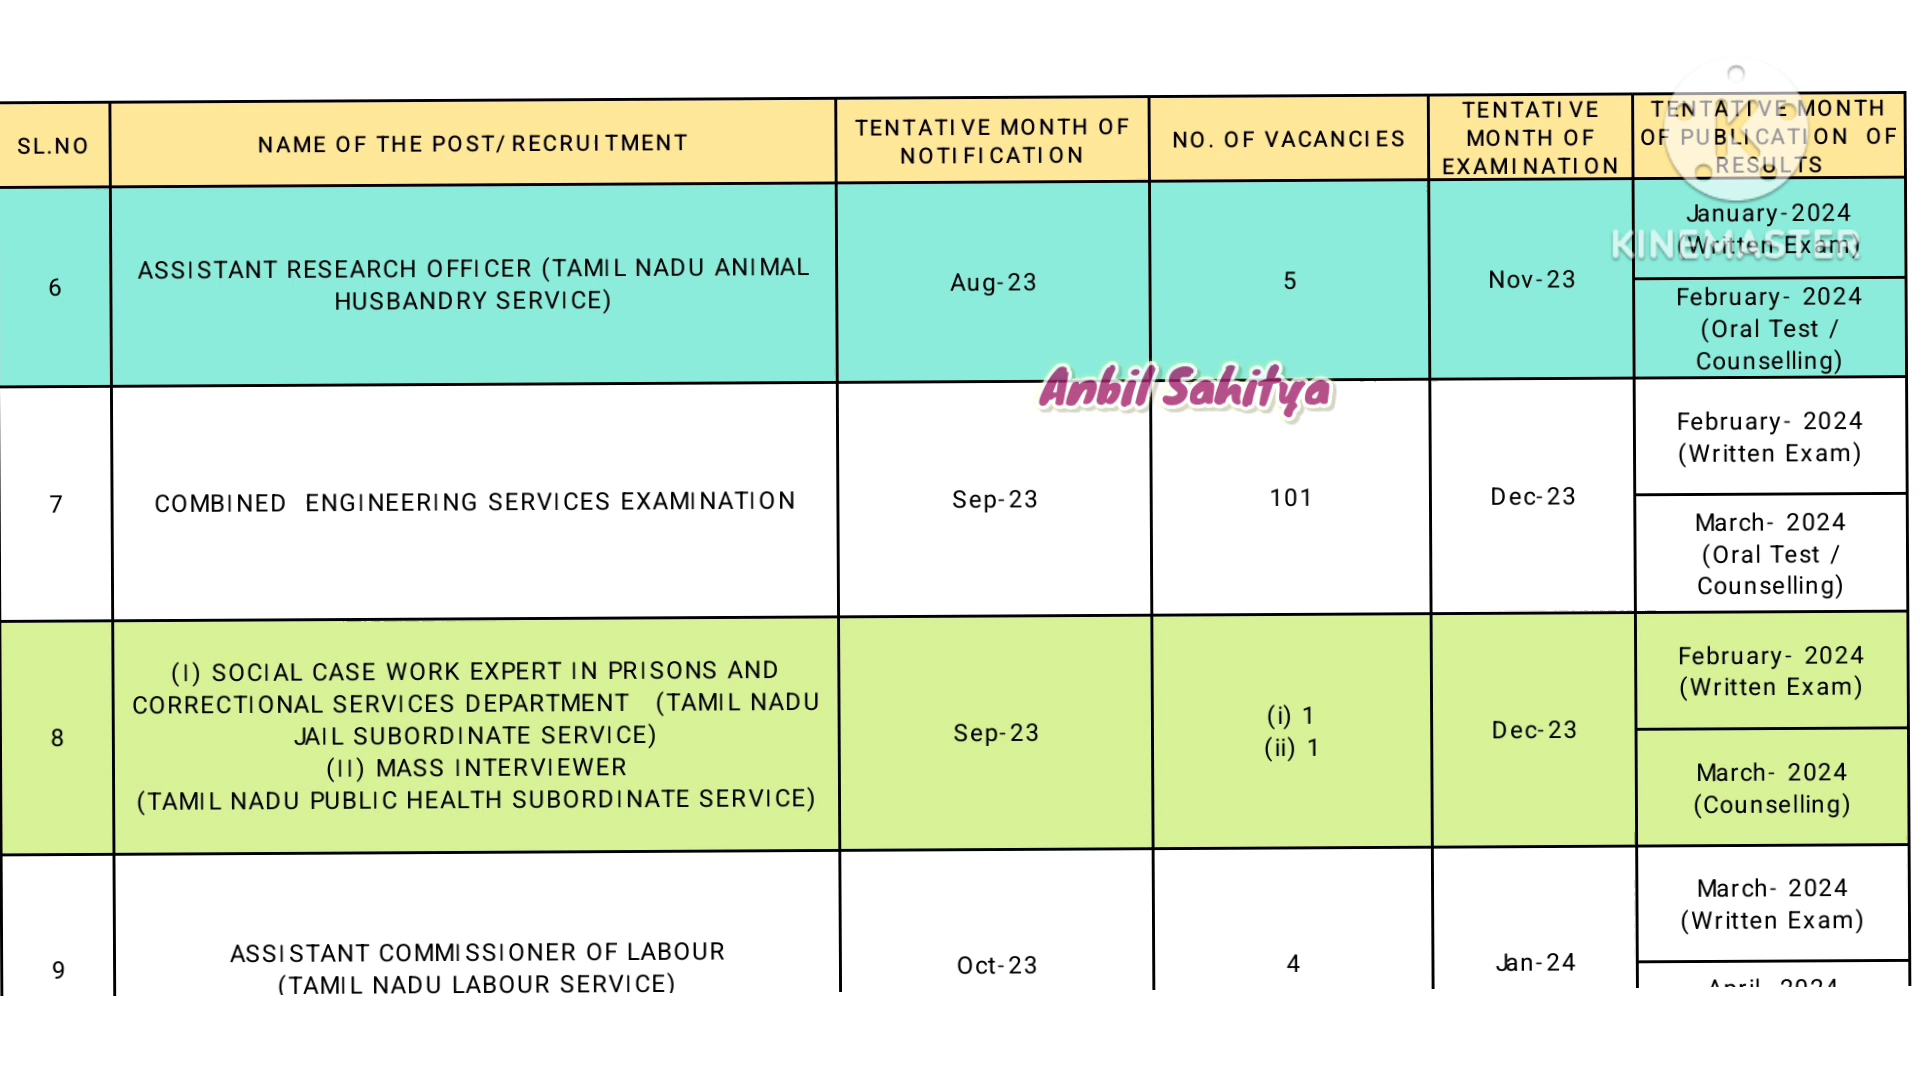 SL.NO
NAME OF THE POST/RECRUITMENT
TENTATIVE MONTH OF
NOTIFICATION
NO. OF VACANCIES
TENTATIVE
MONTH OF
EXAMINATION
TENTATIVE MONTH
OF PUBLICATION OF
RESULTS
K
KINEMASTER
6
ASSISTANT RESEARCH OFFICER (TAMIL NADU ANIMAL
HUSBANDRY SERVICE)
Aug-23
5
Nov-23
January-2024
(Written Exam)
February- 2024
(Oral Test /
Counselling)
Anbil Sahitya
7
COMBINED ENGINEERING SERVICES EXAMINATION
Sep-23
101
Dec-23
February- 2024
(Written Exam)
March- 2024
(Oral Test /
Counselling)
8
(I) SOCIAL CASE WORK EXPERT IN PRISONS AND
CORRECTIONAL SERVICES DEPARTMENT (TAMIL NADU
JAIL SUBORDINATE SERVICE)
(II) MASS INTERVIEWER
(TAMIL NADU PUBLIC HEALTH SUBORDINATE SERVICE)
Sep-23
(i) 1
(ii) 1
Dec-23
February- 2024
(Written Exam)
March- 2024
(Counselling)
9
ASSISTANT COMMISSIONER OF LABOUR
(TAMIL NADU LABOUR SERVICE)
Oct-23
4
Jan-24
March- 2024
(Written Exam)
April- 2024